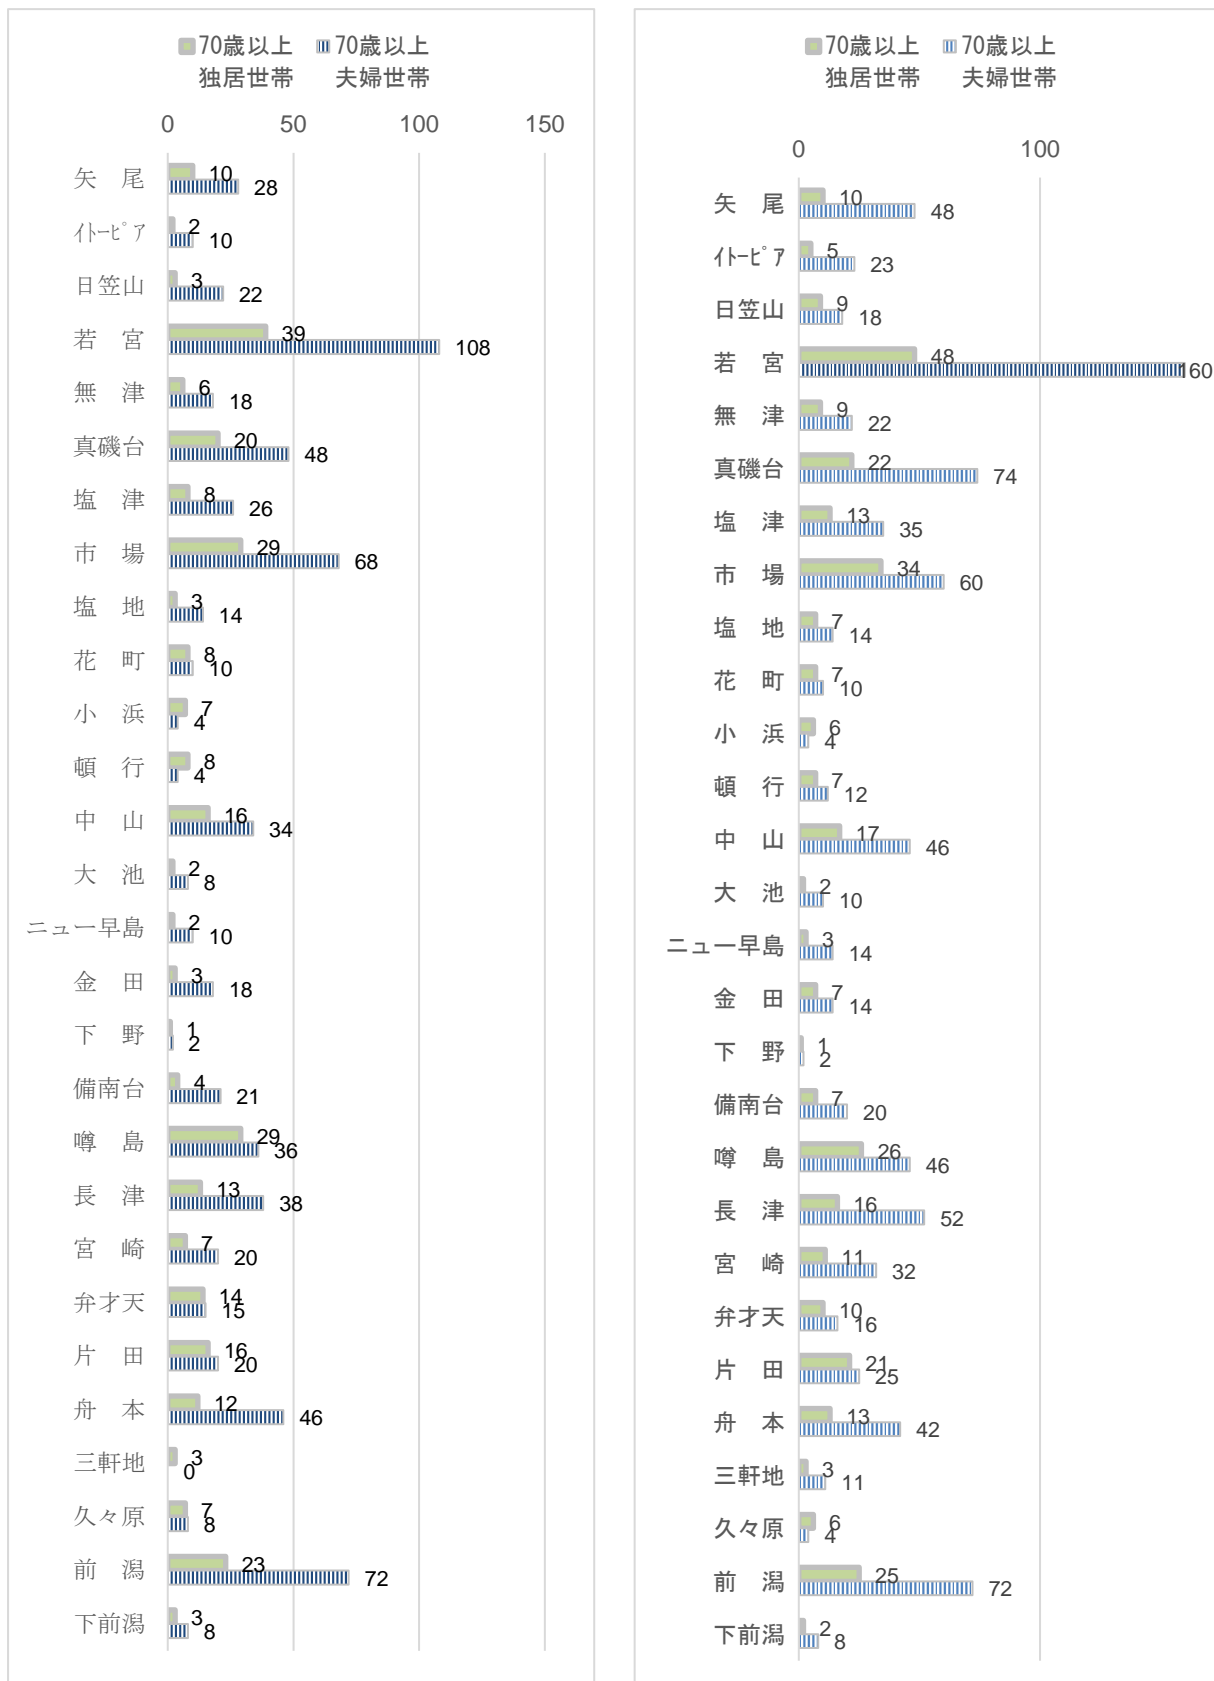 70歳以上 70歳以上
独居世帯 夫婦世帯
0 50 100 150
矢　尾 10 28
ｲﾄｰﾋﾟｱ 2 10
日笠山 3 22
若　宮 39 108
無　津 6 18
真磯台 20 48
塩　津 8 26
市　場 29 68
塩　地 3 14
花　町 8 10
小　浜 7 4
頓　行 8 4
中　山 16 34
大　池 2 8
ニュー早島 2 10
金　田 3 18
下　野 1 2
備南台 4 21
噂　島 29 36
長　津 13 38
宮　崎 7 20
弁才天 14 15
片　田 16 20
舟　本 12 46
三軒地 3 0
久々原 7 8
前　潟 23 72
下前潟 3 8
70歳以上 70歳以上
独居世帯 夫婦世帯
0 100
矢　尾 10 48
ｲﾄｰﾋﾟｱ 5 23
日笠山 9 18
若　宮 48 160
無　津 9 22
真磯台 22 74
塩　津 13 35
市　場 34 60
塩　地 7 14
花　町 7 10
小　浜 6 4
頓　行 7 12
中　山 17 46
大　池 2 10
ニュー早島 3 14
金　田 7 14
下　野 1 2
備南台 7 20
噂　島 26 46
長　津 16 52
宮　崎 11 32
弁才天 10 16
片　田 21 25
舟　本 13 42
三軒地 3 11
久々原 6 4
前　潟 25 72
下前潟 2 8